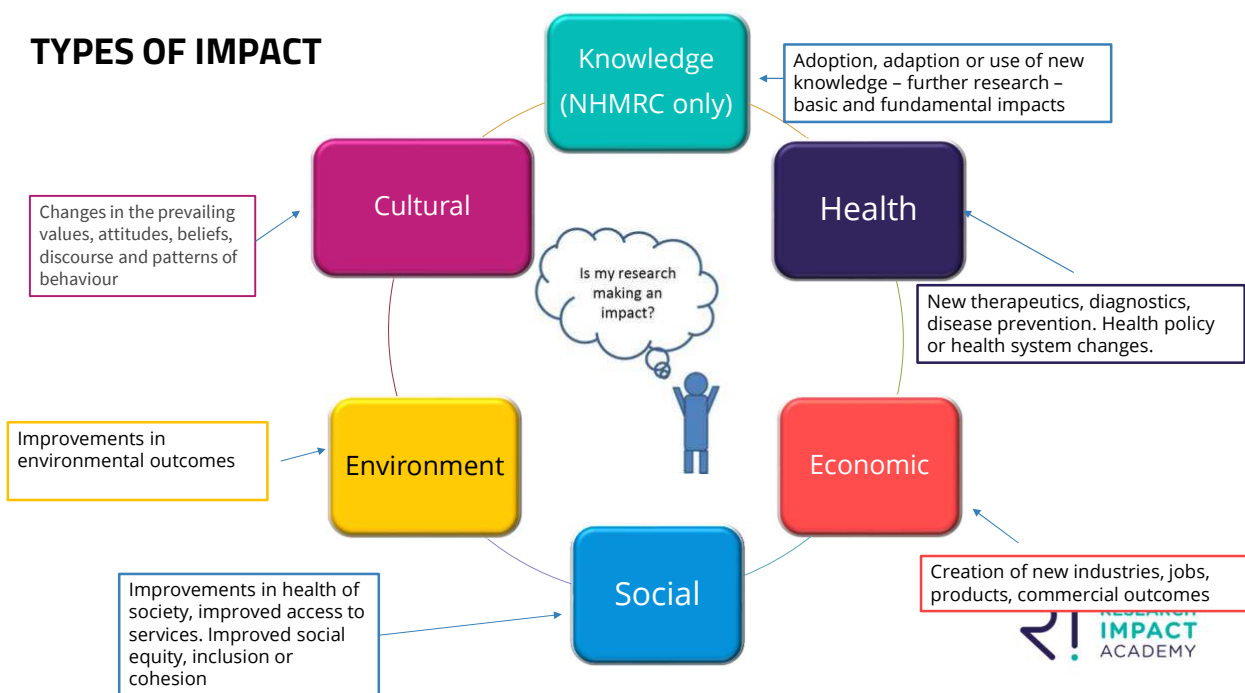 TYPES OF IMPACT
Knowledge
(NHMRC only)
Adoption, adaption or use of new
knowledge – further research –
basic and fundamental impacts
Cultural
Health
Changes in the prevailing
values, attitudes, beliefs,
discourse and patterns of
behaviour
Is my research
making an
impact?
New therapeutics, diagnostics,
disease prevention. Health policy
or health system changes.
Improvements in
environmental outcomes
Environment
Economic
Improvements in health of
society, improved access to
services. Improved social
equity, inclusion or
cohesion
Social
Creation of new industries, jobs,
products, commercial outcomes
RESEARCH
IMPACT
ACADEMY